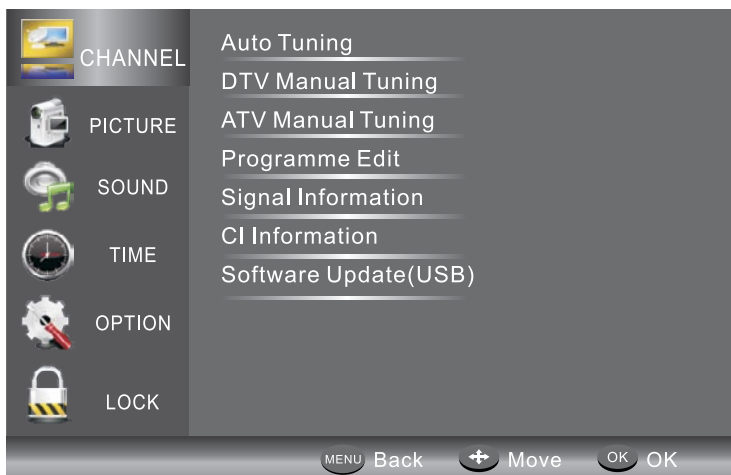 CHANNEL
PICTURE
SOUND
TIME
OPTION
LOCK
Auto Tuning
DTV Manual Tuning
ATV Manual Tuning
Programme Edit
Signal Information
CI Information
Software Update(USB)
MENU Back Move OK OK